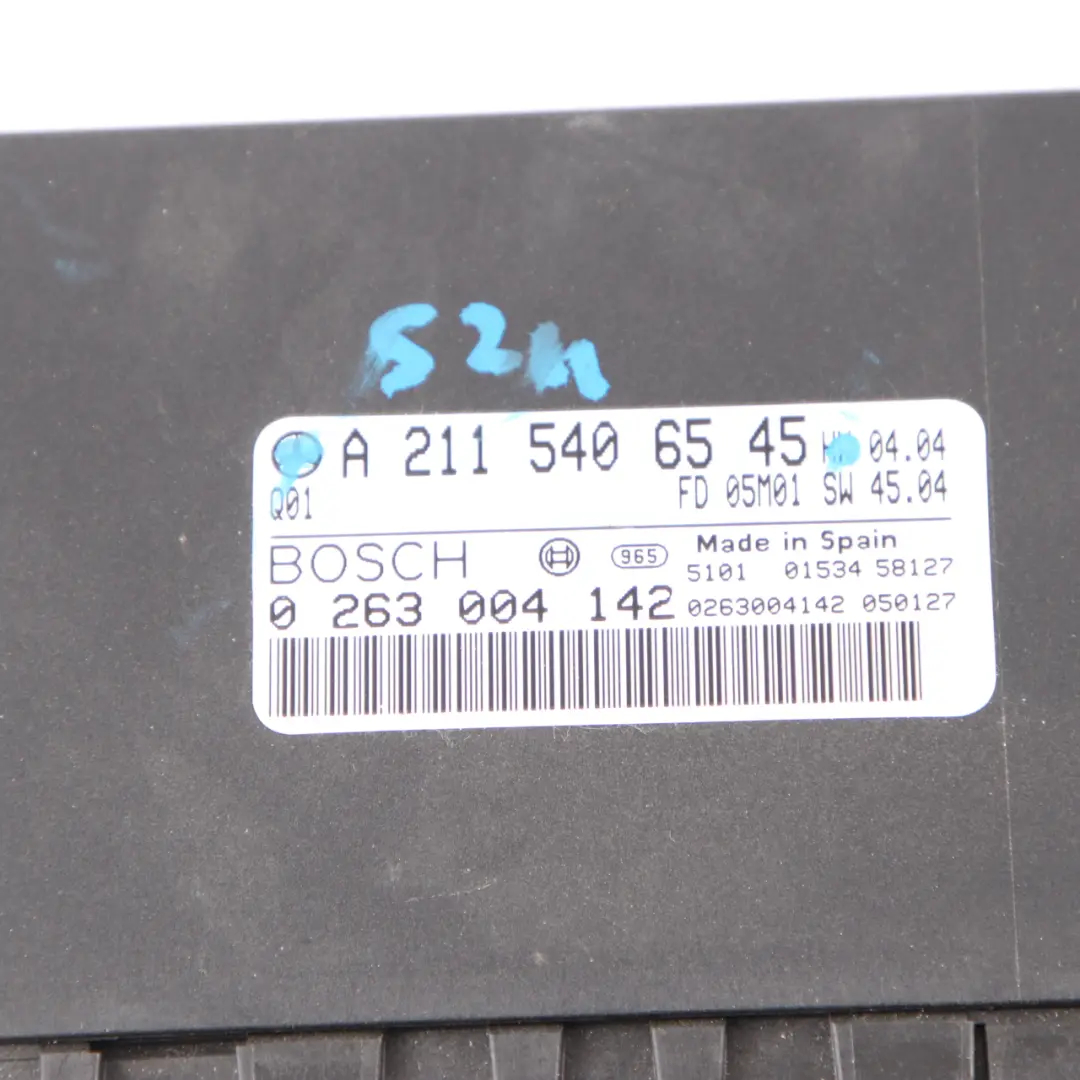 A 211 540 65 45 04.04
Q01 FD 05M01 SW 45.04
BOSCH 965 Made in Spain
5101 01534 58127
0 263 004 142 0263004142 050127